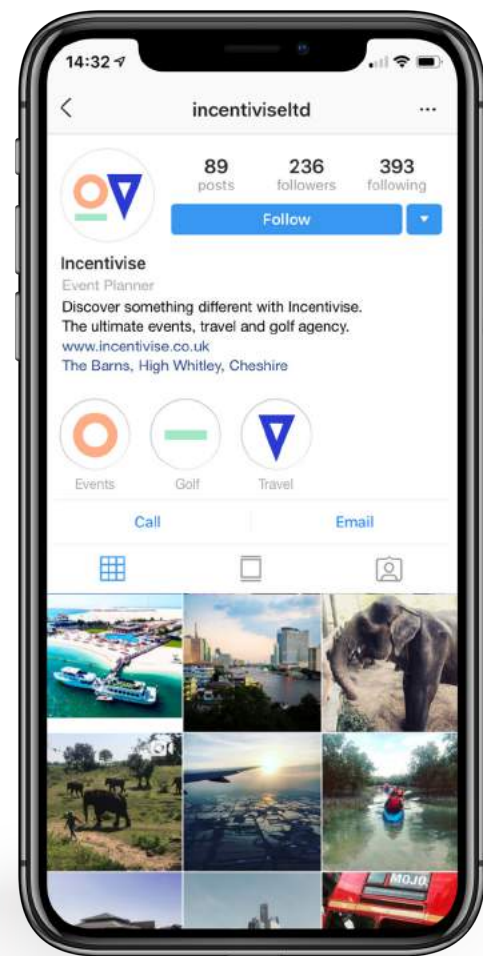 14:32
incentiviseltd
89 236 393
posts followers following
Follow
Incentivise
Event Planner
Discover something different with Incentivise.
The ultimate events, travel and golf agency.
www.incentivise.co.uk
The Barns, High Whitley, Cheshire
Events Golf Travel
Call Email
MOJO